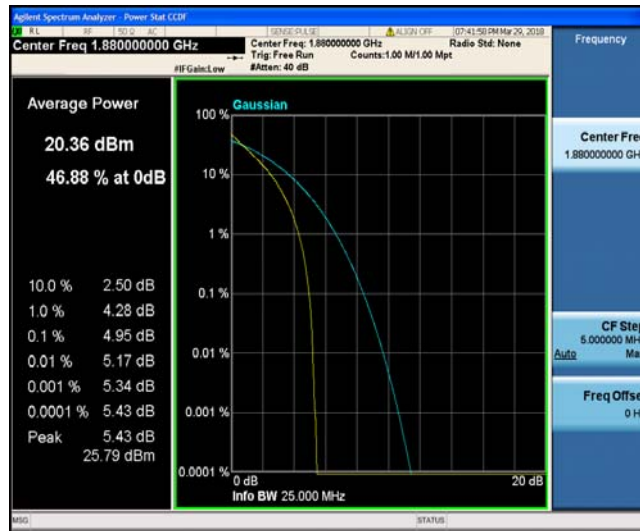 Agilent Spectrum Analyzer - Power Stat CCDF
RL RF 50 Ω AC SENSE:PULSE ALIGN OFF 07:41:58 PM Mar 29, 2018
Center Freq 1.880000000 GHz
Center Freq: 1.880000000 GHz Radio Std: None
Trig: Free Run Counts:1.00 M/1.00 Mpt
#IFGain:Low #Atten: 40 dB
Frequency
Average Power
20.36 dBm
46.88 % at 0dB
10.0 % 2.50 dB
1.0 % 4.28 dB
0.1 % 4.95 dB
0.01 % 5.17 dB
0.001 % 5.34 dB
0.0001 % 5.43 dB
Peak 5.43 dB
25.79 dBm
Gaussian
100 %
10 %
1 %
0.1 %
0.01 %
0.001 %
0.0001 %
0 dB 20 dB
Info BW 25.000 MHz
Center Fre
1.880000000 GH
CF Step
5.000000 MH
Auto Ma
Freq Offse
0 H
MSG STATUS